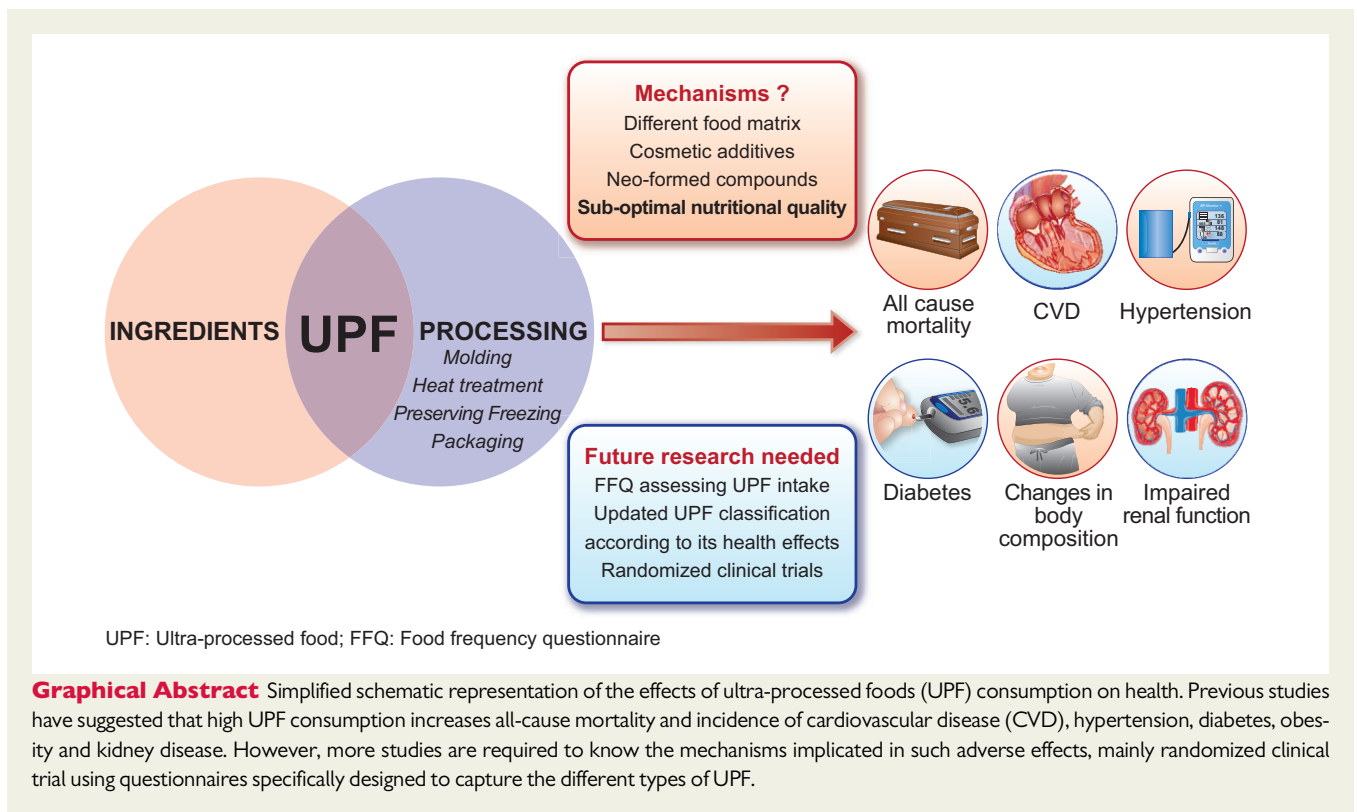 Mechanisms ?
Different food matrix
Cosmetic additives
Neo-formed compounds
Sub-optimal nutritional quality
INGREDIENTS
UPF
PROCESSING
Molding
Heat treatment
Preserving Freezing
Packaging
All cause
mortality
CVD
Hypertension
Future research needed
FFQ assessing UPF intake
Updated UPF classification
according to its health effects
Randomized clinical trials
Diabetes
Changes in
body
composition
Impaired
renal function
UPF: Ultra-processed food; FFQ: Food frequency questionnaire
Graphical Abstract Simplified schematic representation of the effects of ultra-processed foods (UPF) consumption on health. Previous studies
have suggested that high UPF consumption increases all-cause mortality and incidence of cardiovascular disease (CVD), hypertension, diabetes, obes-
ity and kidney disease. However, more studies are required to know the mechanisms implicated in such adverse effects, mainly randomized clinical
trial using questionnaires specifically designed to capture the different types of UPF.